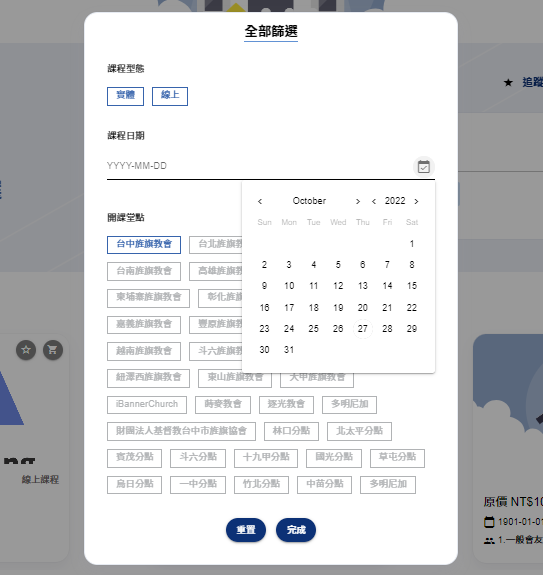 全部篩選
課程型態
實體 線上
★ 追蹤
課程日期
YYYY-MM-DD
October 2022
Sun Mon Tue Wed Thu Fri Sat
1
2 3 4 5 6 7 8
9 10 11 12 13 14 15
16 17 18 19 20 21 22
23 24 25 26 27 28 29
30 31
開課堂點
台中旌旗教會 台北旌旗教
台南旌旗教會 高雄旌旗教
柬埔寨旌旗教會 彰化旌旗
嘉義旌旗教會 豐原旌旗教
越南旌旗教會 斗六旌旗教
紐澤西旌旗教會 東山旌旗教會 大甲旌旗教會
iBannerChurch 蒔麥教會 逐光教會 多明尼加
財團法人基督教台中市旌旗協會 林口分點 北太平分點
賓茂分點 斗六分點 十九甲分點 國光分點 草屯分點
烏日分點 一中分點 竹北分點 中苗分點 多明尼加
重置 完成
線上課程
原價 NT$10
1901-01-01
1.一般會友